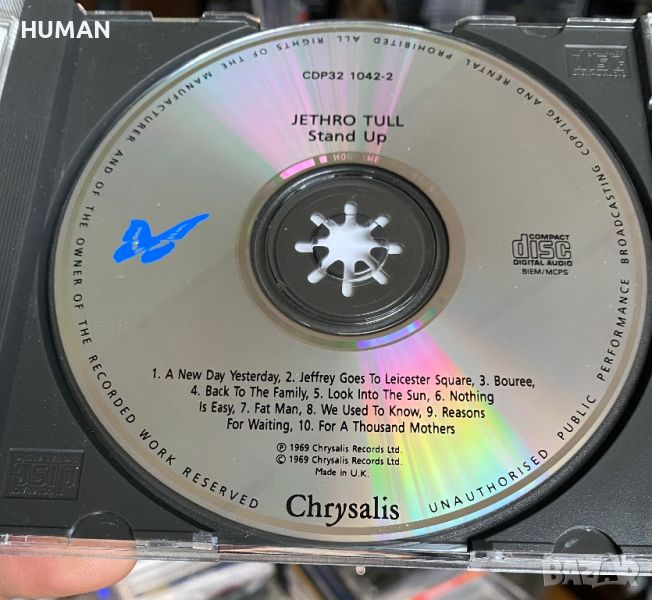 HUMAN
CDP32 1042-2
JETHRO TULL
Stand Up
COMPACT
disc
DIGITAL AUDIO
BIEM/MCPS
1. A New Day Yesterday, 2. Jeffrey Goes To Leicester Square, 3. Bouree,
4. Back To The Family, 5. Look Into The Sun, 6. Nothing
Is Easy, 7. Fat Man, 8. We Used To Know, 9. Reasons
For Waiting, 10. For A Thousand Mothers
℗ 1969 Chrysalis Records Ltd.
© 1969 Chrysalis Records Ltd.
Made in U.K.
Chrysalis
ALL RIGHTS OF THE MANUFACTURER AND OF THE OWNER OF THE RECORDED WORK RESERVED
UNAUTHORISED PUBLIC PERFORMANCE BROADCASTING COPYING AND RENTAL PROHIBITED
BAZAR